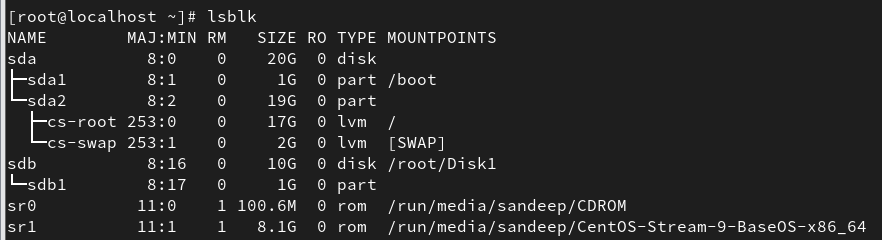 [root@localhost ~]# lsblk
NAME        MAJ:MIN RM   SIZE RO TYPE MOUNTPOINTS
sda           8:0    0    20G  0 disk
├─sda1        8:1    0     1G  0 part /boot
└─sda2        8:2    0    19G  0 part
  ├─cs-root 253:0    0    17G  0 lvm  /
  └─cs-swap 253:1    0     2G  0 lvm  [SWAP]
sdb           8:16   0    10G  0 disk /root/Disk1
└─sdb1        8:17   0     1G  0 part
sr0          11:0    1 100.6M  0 rom  /run/media/sandeep/CDROM
sr1          11:1    1   8.1G  0 rom  /run/media/sandeep/CentOS-Stream-9-BaseOS-x86_64